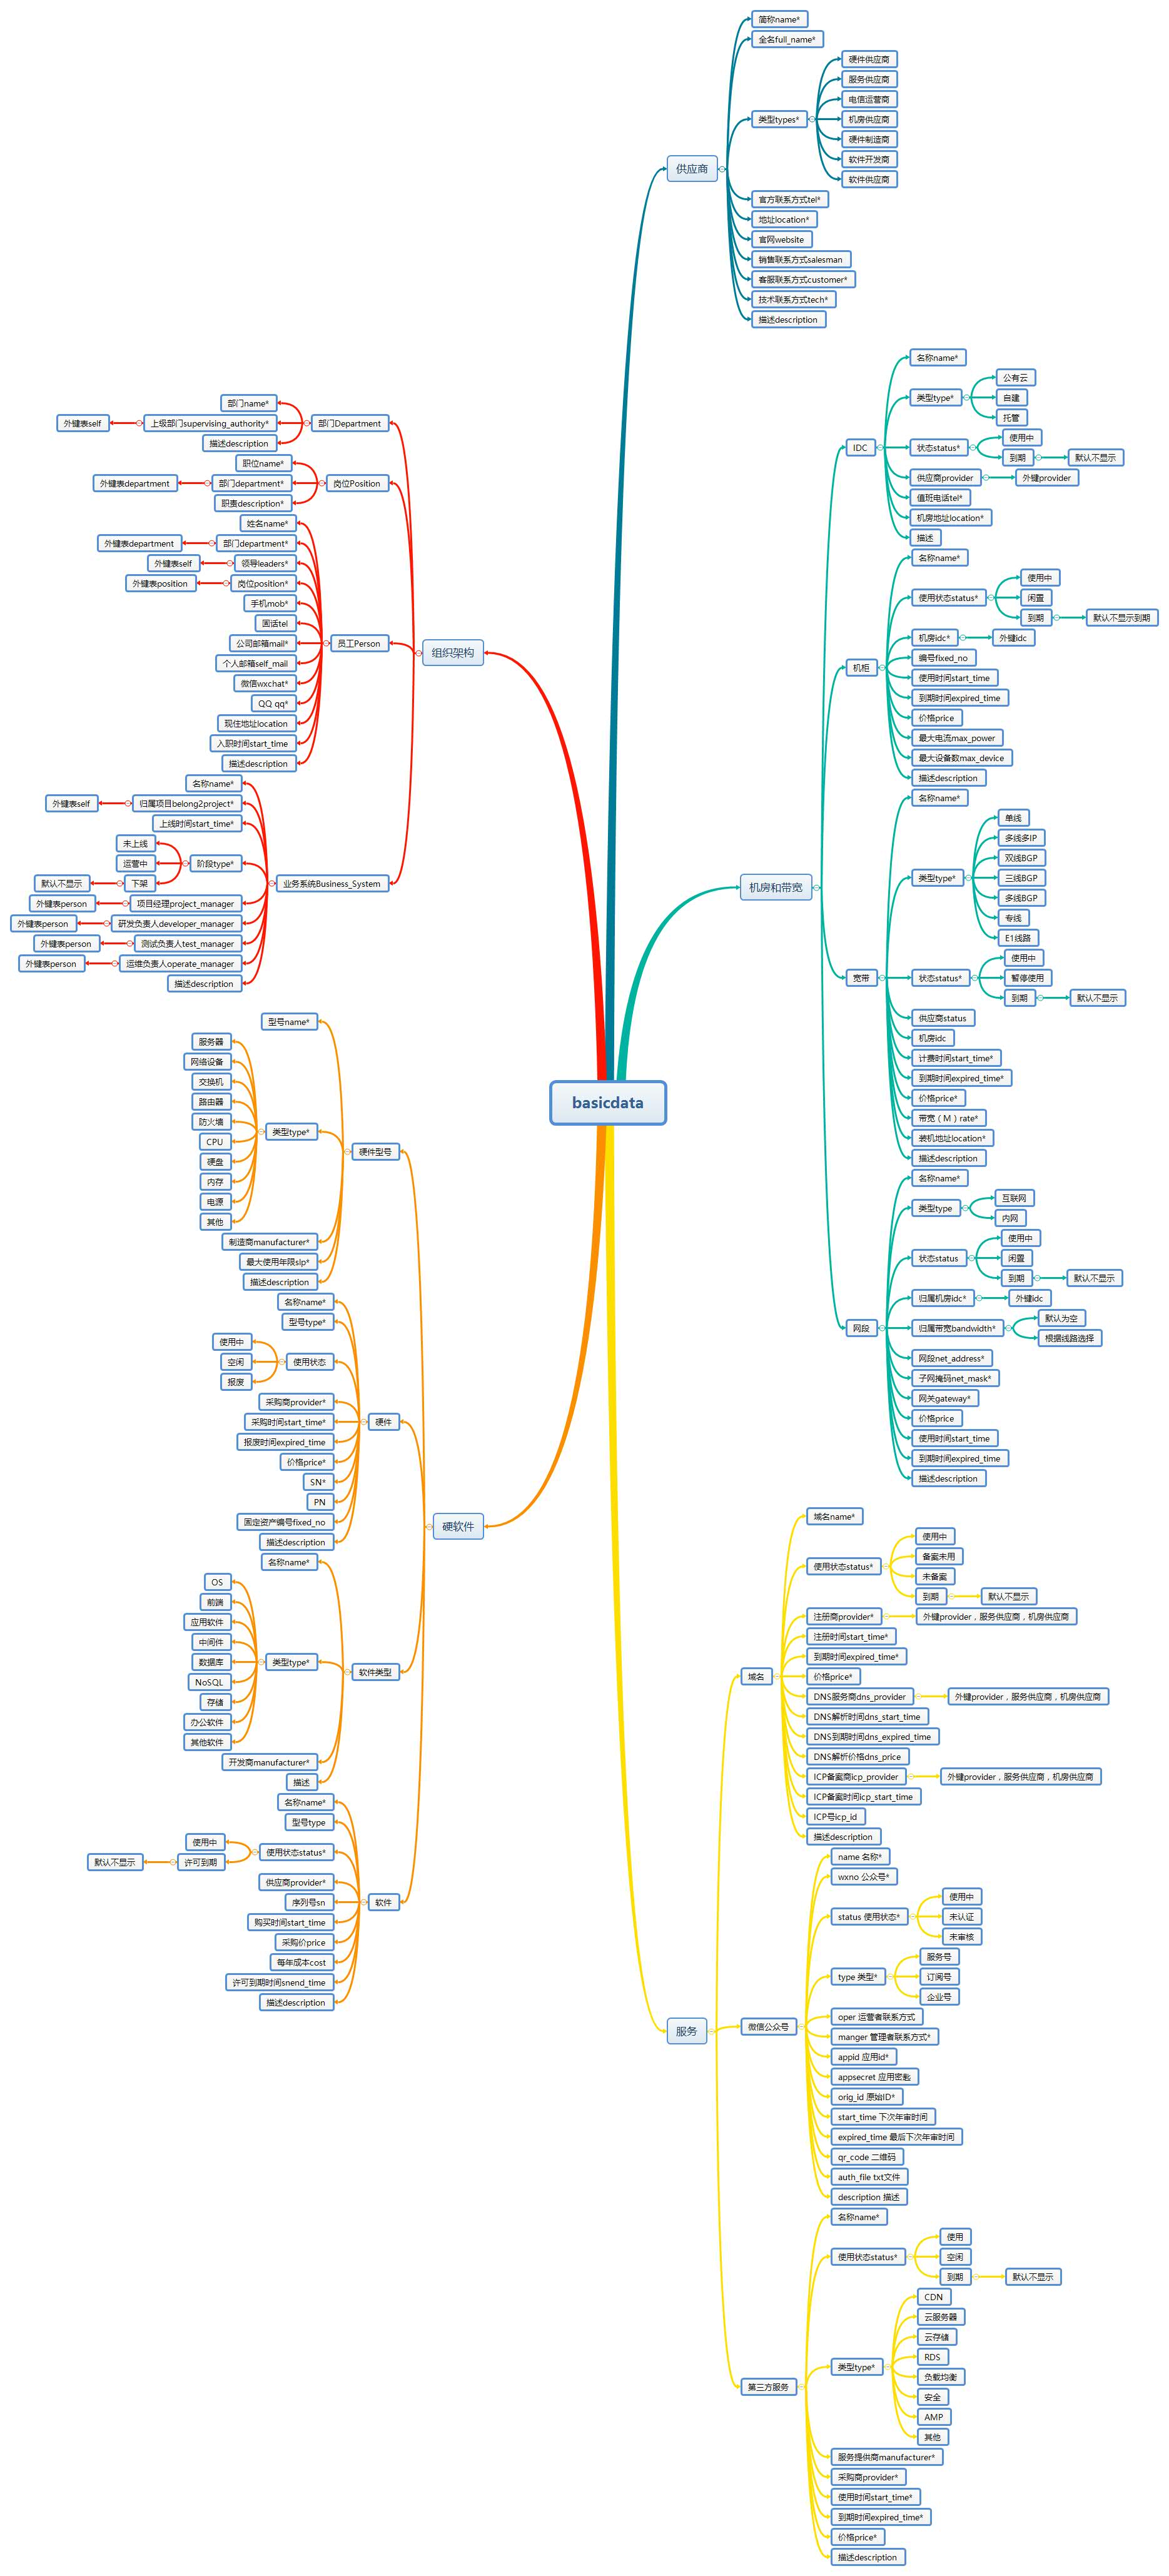 basicdata
供应商
简称name*
全名full_name*
类型types*
硬件供应商
服务供应商
电信运营商
机房供应商
硬件制造商
软件开发商
软件供应商
官方联系方式tel*
地址location*
官网website
销售联系方式salesman
客服联系方式customer*
技术联系方式tech*
描述description
机房和带宽
IDC
名称name*
类型type*
公有云
自建
托管
状态status*
使用中
到期
默认不显示
供应商provider
外键provider
值班电话tel*
机房地址location*
描述
机柜
名称name*
使用状态status*
使用中
闲置
到期
默认不显示到期
机房idc*
外键idc
编号fixed_no
使用时间start_time
到期时间expired_time
价格price
最大电流max_power
最大设备数max_device
描述description
宽带
名称name*
类型type*
单线
多线多IP
双线BGP
三线BGP
多线BGP
专线
E1线路
状态status*
使用中
暂停使用
到期
默认不显示
供应商status
机房idc
计费时间start_time*
到期时间expired_time*
价格price*
带宽（M）rate*
装机地址location*
描述description
网段
名称name*
类型type
互联网
内网
状态status
使用中
闲置
到期
默认不显示
归属机房idc*
外键idc
归属带宽bandwidth*
默认为空
根据线路选择
网段net_address*
子网掩码net_mask*
网关gateway*
价格price
使用时间start_time
到期时间expired_time
描述description
服务
域名
域名name*
使用状态status*
使用中
备案未用
未备案
到期
默认不显示
注册商provider*
外键provider，服务供应商，机房供应商
注册时间start_time*
到期时间expired_time*
价格price*
DNS服务商dns_provider
外键provider，服务供应商，机房供应商
DNS解析时间dns_start_time
DNS到期时间dns_expired_time
DNS解析价格dns_price
ICP备案商icp_provider
外键provider，服务供应商，机房供应商
ICP备案时间icp_start_time
ICP号icp_id
描述description
微信公众号
name 名称*
wxno 公众号*
status 使用状态*
使用中
未认证
未审核
type 类型*
服务号
订阅号
企业号
oper 运营者联系方式
manger 管理者联系方式*
appid 应用id*
appsecret 应用密匙
orig_id 原始ID*
start_time 下次年审时间
expired_time 最后下次年审时间
qr_code 二维码
auth_file txt文件
description 描述
第三方服务
名称name*
使用状态status*
使用
空闲
到期
默认不显示
类型type*
CDN
云服务器
云存储
RDS
负载均衡
安全
AMP
其他
服务提供商manufacturer*
采购商provider*
使用时间start_time*
到期时间expired_time*
价格price*
描述description
组织架构
部门Department
部门name*
上级部门supervising_authority*
外键表self
描述description
岗位Position
职位name*
部门department*
外键表department
职责description*
员工Person
姓名name*
部门department*
外键表department
领导leaders*
外键表self
岗位position*
外键表position
手机mob*
固话tel
公司邮箱mail*
个人邮箱self_mail
微信wxchat*
QQ qq*
现住地址location
入职时间start_time
描述description
业务系统Business_System
名称name*
归属项目belong2project*
外键表self
上线时间start_time*
阶段type*
未上线
运营中
下架
默认不显示
项目经理project_manager
外键表person
研发负责人developer_manager
外键表person
测试负责人test_manager
外键表person
运维负责人operate_manager
外键表person
描述description
硬软件
硬件型号
型号name*
类型type*
服务器
网络设备
交换机
路由器
防火墙
CPU
硬盘
内存
电源
其他
制造商manufacturer*
最大使用年限slp*
描述description
硬件
名称name*
型号type*
使用状态
使用中
空闲
报废
采购商provider*
采购时间start_time*
报废时间expired_time
价格price*
SN*
PN
固定资产编号fixed_no
描述description
软件类型
名称name*
类型type*
OS
前端
应用软件
中间件
数据库
NoSQL
存储
办公软件
其他软件
开发商manufacturer*
描述
软件
名称name*
型号type
使用状态status*
使用中
许可到期
默认不显示
供应商provider*
序列号sn
购买时间start_time
采购价price
每年成本cost
许可到期时间snend_time
描述description